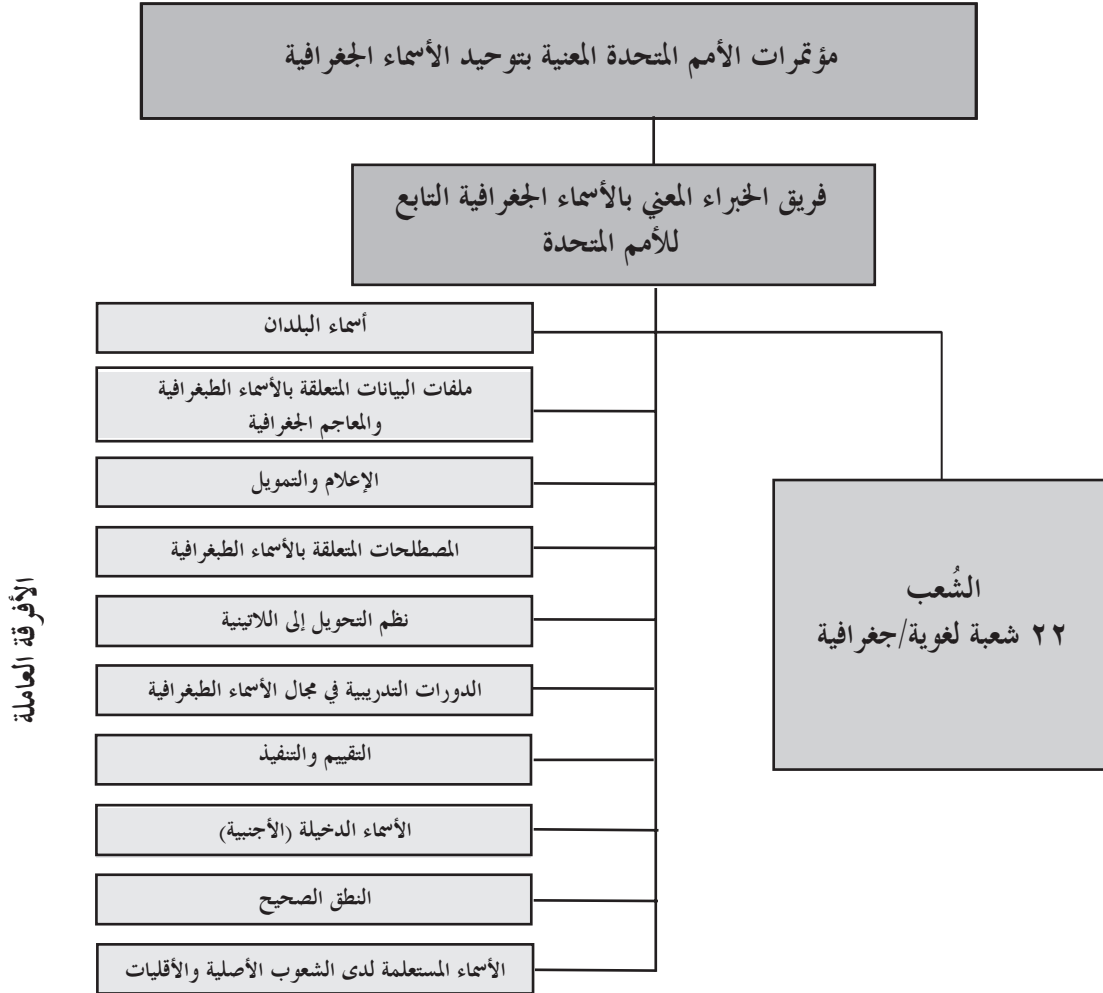 مؤتمرات الأمم المتحدة المعنية بتوحيد الأسماء الجغرافية
فريق الخبراء المعني بالأسماء الجغرافية التابع
للأمم المتحدة
الأفرقة العاملة
أسماء البلدان
ملفات البيانات المتعلقة بالأسماء الطبغرافية
والمعاجم الجغرافية
الإعلام والتمويل
المصطلحات المتعلقة بالأسماء الطبغرافية
نظم التحويل إلى اللاتينية
الدورات التدريبية في مجال الأسماء الطبغرافية
التقييم والتنفيذ
الأسماء الدخيلة (الأجنبية)
النطق الصحيح
الأسماء المستعلمة لدى الشعوب الأصلية والأقليات
الشُعب
٢٢ شعبة لغوية/جغرافية